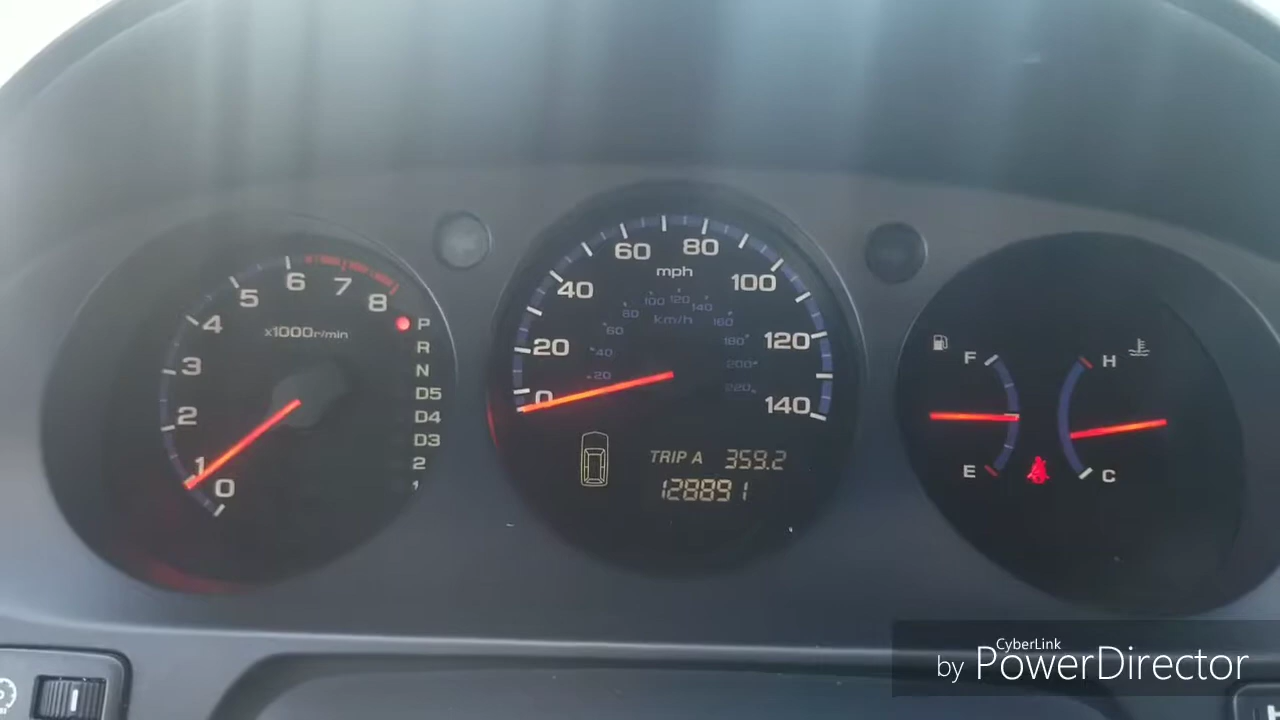 0
1
2
3
4
5
6
7
8
x1000r/min
P
R
N
D5
D4
D3
2
1
0
20
40
60
80
100
120
140
mph
km/h
20
40
60
80
100
120
140
160
180
200
220
TRIP A 359.2
128891
F
E
H
C
CyberLink
by PowerDirector